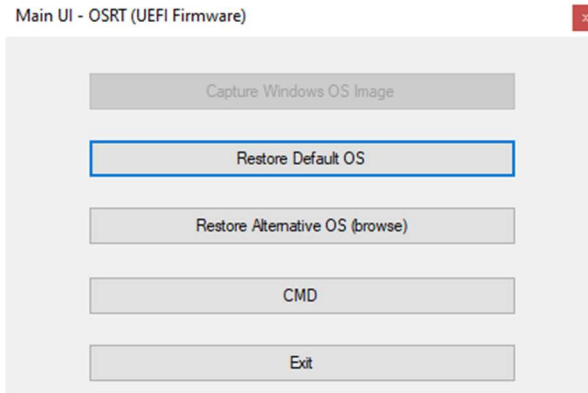 Main UI - OSRT (UEFI Firmware)
Capture Windows OS Image
Restore Default OS
Restore Alternative OS (browse)
CMD
Exit